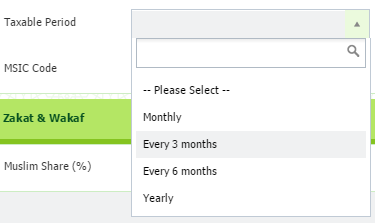 Taxable Period
MSIC Code
-- Please Select --
Monthly
Zakat & Wakaf
Every 3 months
Muslim Share (%)
Every 6 months
Yearly